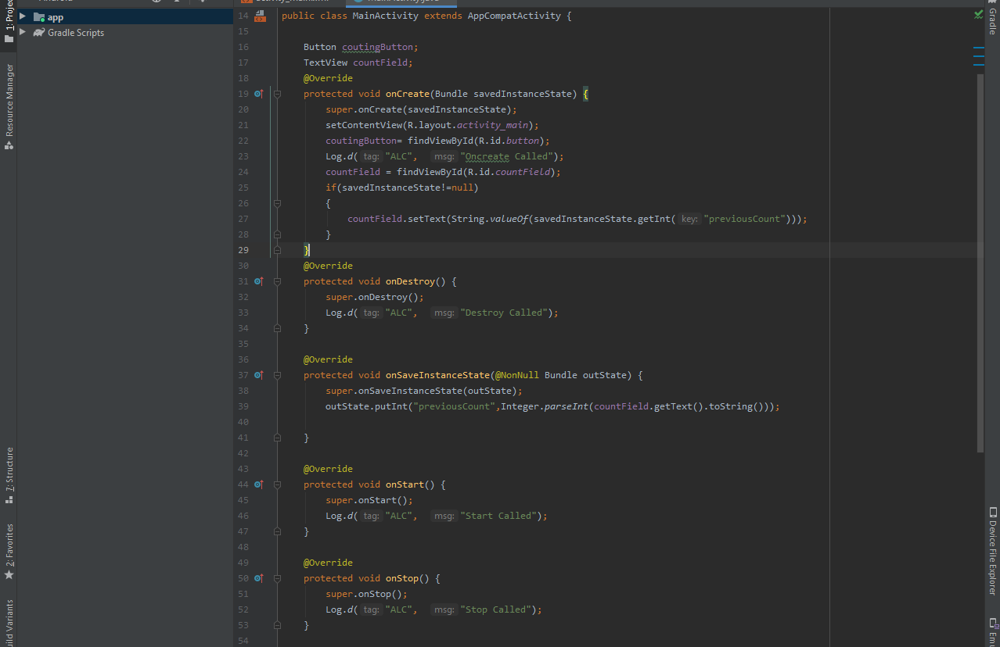 1: Project
Resource Manager
7: Structure
2: Favorites
app
Gradle Scripts
14 public class MainActivity extends AppCompatActivity {
15
16 Button coutingButton;
17 TextView countField;
18 @Override
19 protected void onCreate(Bundle savedInstanceState) {
20 super.onCreate(savedInstanceState);
21 setContentView(R.layout.activity_main);
22 coutingButton= findViewById(R.id.button);
23 Log.d( tag: "ALC", msg: "Oncreate Called");
24 countField = findViewById(R.id.countField);
25 if(savedInstanceState!=null)
26 {
27 countField.setText(String.valueOf(savedInstanceState.getInt( key: "previousCount")));
28 }
29 }
30 @Override
31 protected void onDestroy() {
32 super.onDestroy();
33 Log.d( tag: "ALC", msg: "Destroy Called");
34 }
35
36 @Override
37 protected void onSaveInstanceState(@NonNull Bundle outState) {
38 super.onSaveInstanceState(outState);
39 outState.putInt("previousCount",Integer.parseInt(countField.getText().toString()));
40
41 }
42
43 @Override
44 protected void onStart() {
45 super.onStart();
46 Log.d( tag: "ALC", msg: "Start Called");
47 }
48
49 @Override
50 protected void onStop() {
51 super.onStop();
52 Log.d( tag: "ALC", msg: "Stop Called");
53 }
54
Gradle
Device File Explorer